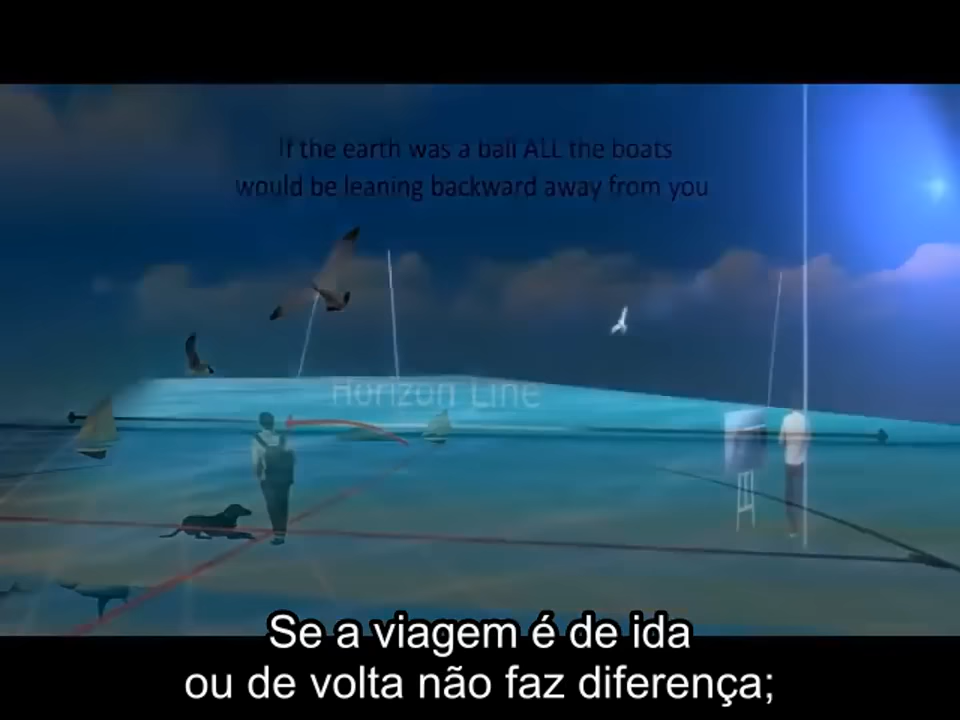 If the earth was a ball ALL the boats
would be leaning backward away from you
Horizon Line
Se a viagem é de ida
ou de volta não faz diferença;